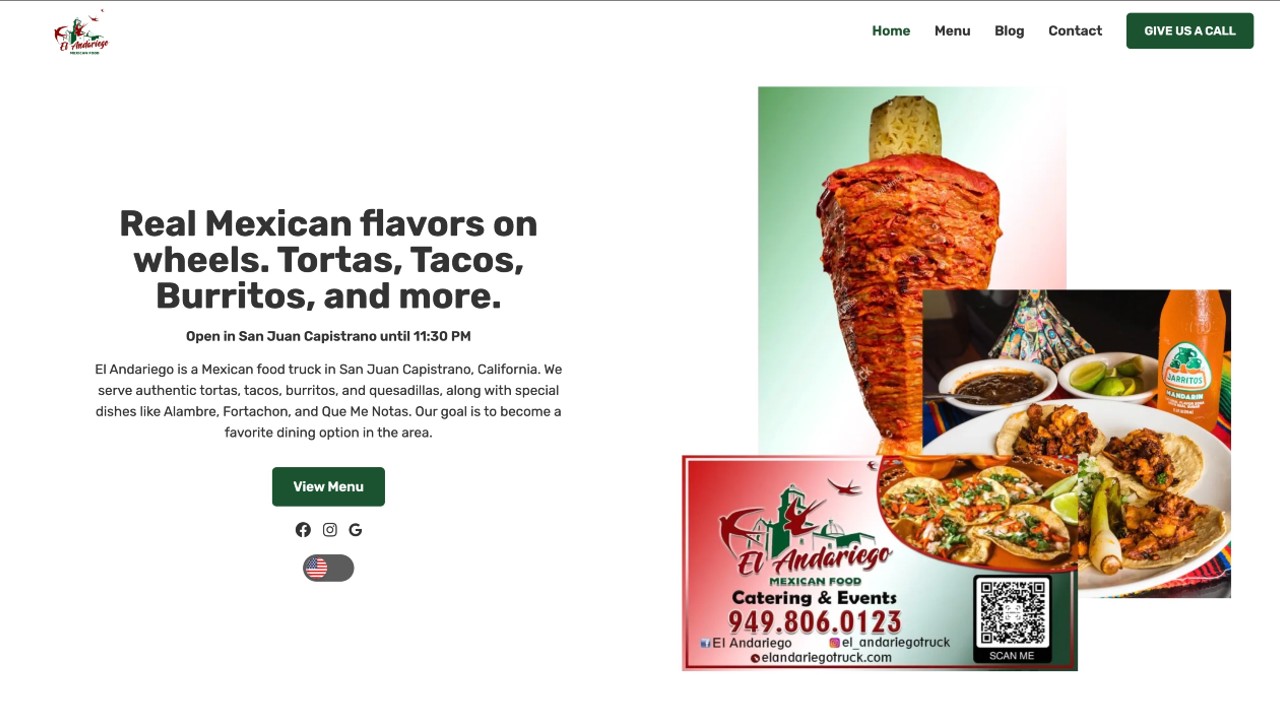 El Andariego
MEXICAN FOOD
Home
Menu
Blog
Contact
GIVE US A CALL
Real Mexican flavors on
wheels. Tortas, Tacos,
Burritos, and more.
Open in San Juan Capistrano until 11:30 PM
El Andariego is a Mexican food truck in San Juan Capistrano, California. We
serve authentic tortas, tacos, burritos, and quesadillas, along with special
dishes like Alambre, Fortachon, and Que Me Notas. Our goal is to become a
favorite dining option in the area.
View Menu
JARRITOS
MANDARIN
El Andariego
MEXICAN FOOD
Catering & Events
949.806.0123
El Andariego
el_andariegotruck
elandariegotruck.com
SCAN ME